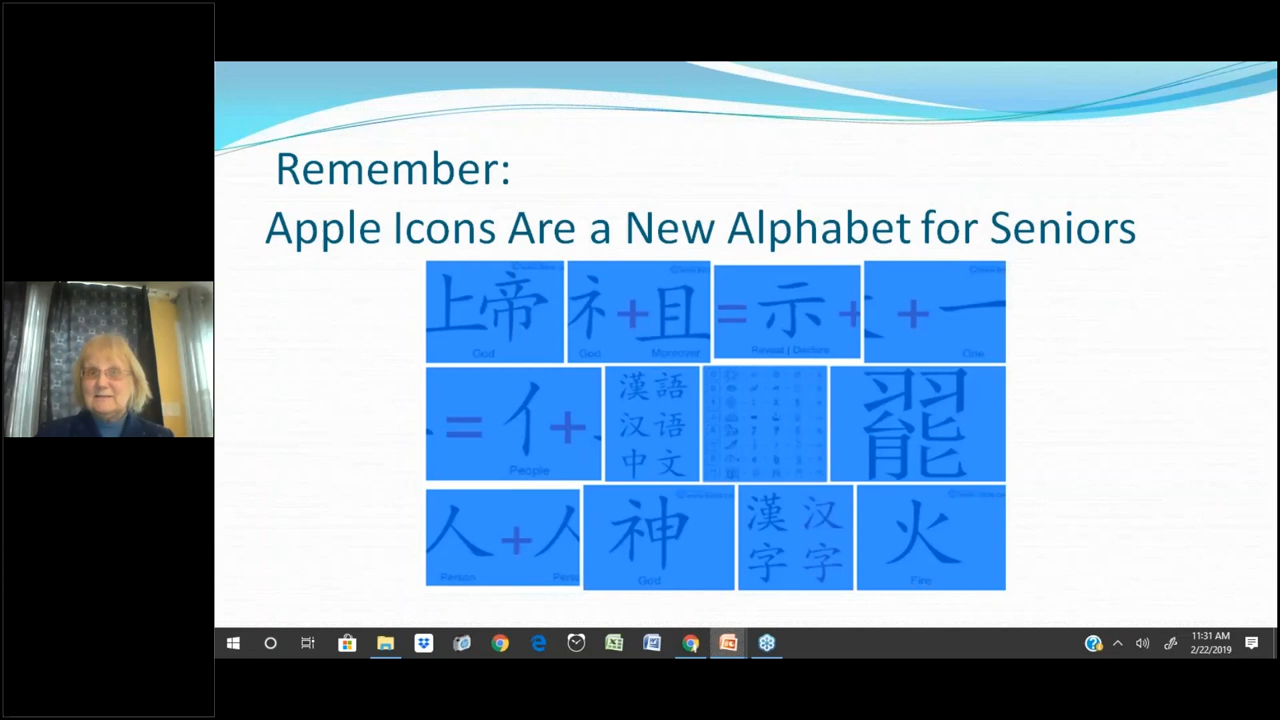 Remember:
Apple Icons Are a New Alphabet for Seniors
上帝
God
礻+且
God Moreover
=示+
Reveal | Declare
+一
One
=亻+
People
漢語
汉语
中文
人+人
Person
神
God
漢汉
字字
火
Fire
11:31 AM
2/22/2019